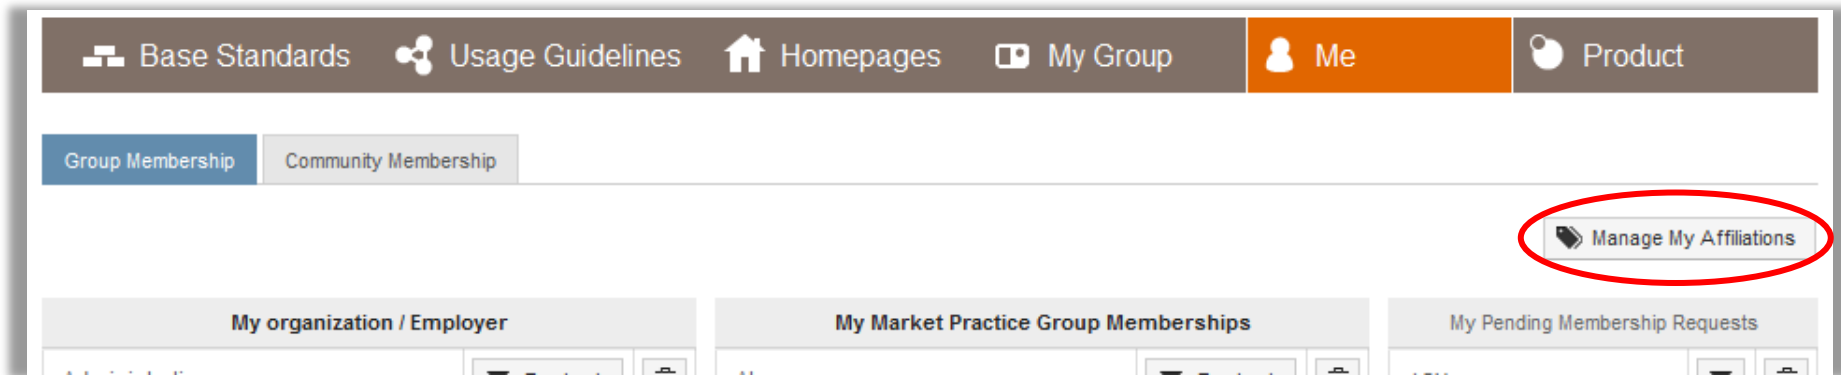 Base Standards Usage Guidelines Homepages My Group Me Product
Group Membership Community Membership
Manage My Affiliations
My organization / Employer My Market Practice Group Memberships My Pending Membership Requests